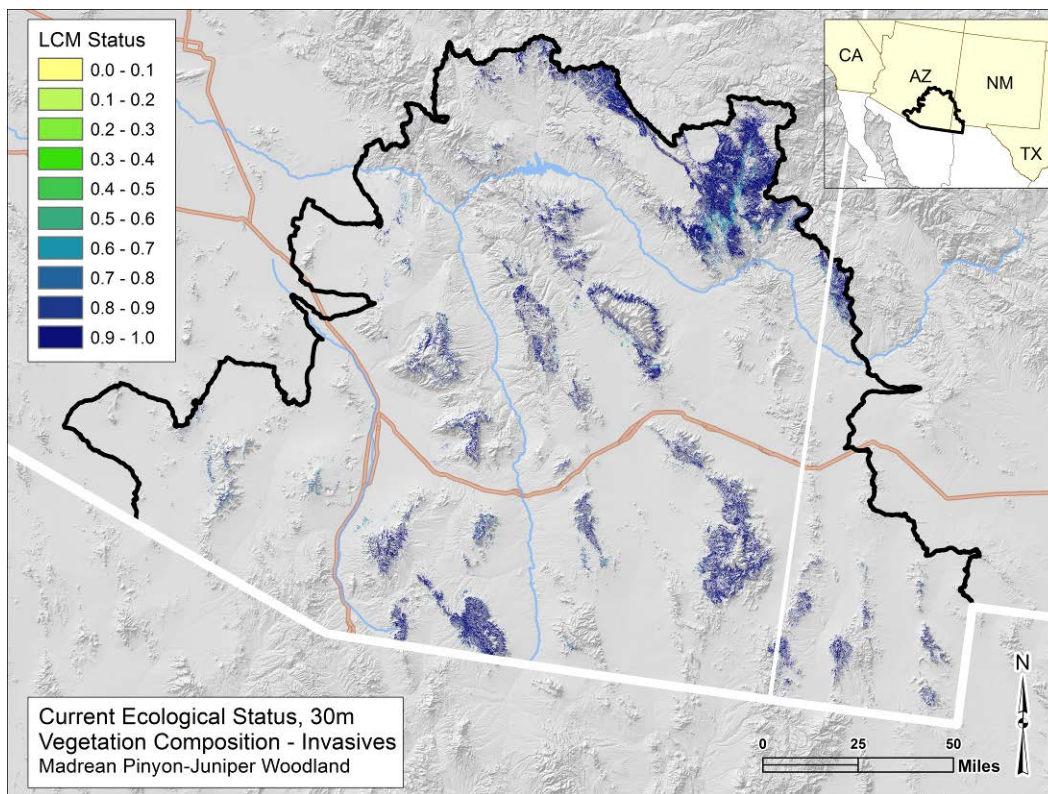 LCM Status
0.0 - 0.1
0.1 - 0.2
0.2 - 0.3
0.3 - 0.4
0.4 - 0.5
0.5 - 0.6
0.6 - 0.7
0.7 - 0.8
0.8 - 0.9
0.9 - 1.0
CA
AZ
NM
TX
Current Ecological Status, 30m
Vegetation Composition - Invasives
Madrean Pinyon-Juniper Woodland
N
0 25 50
Miles